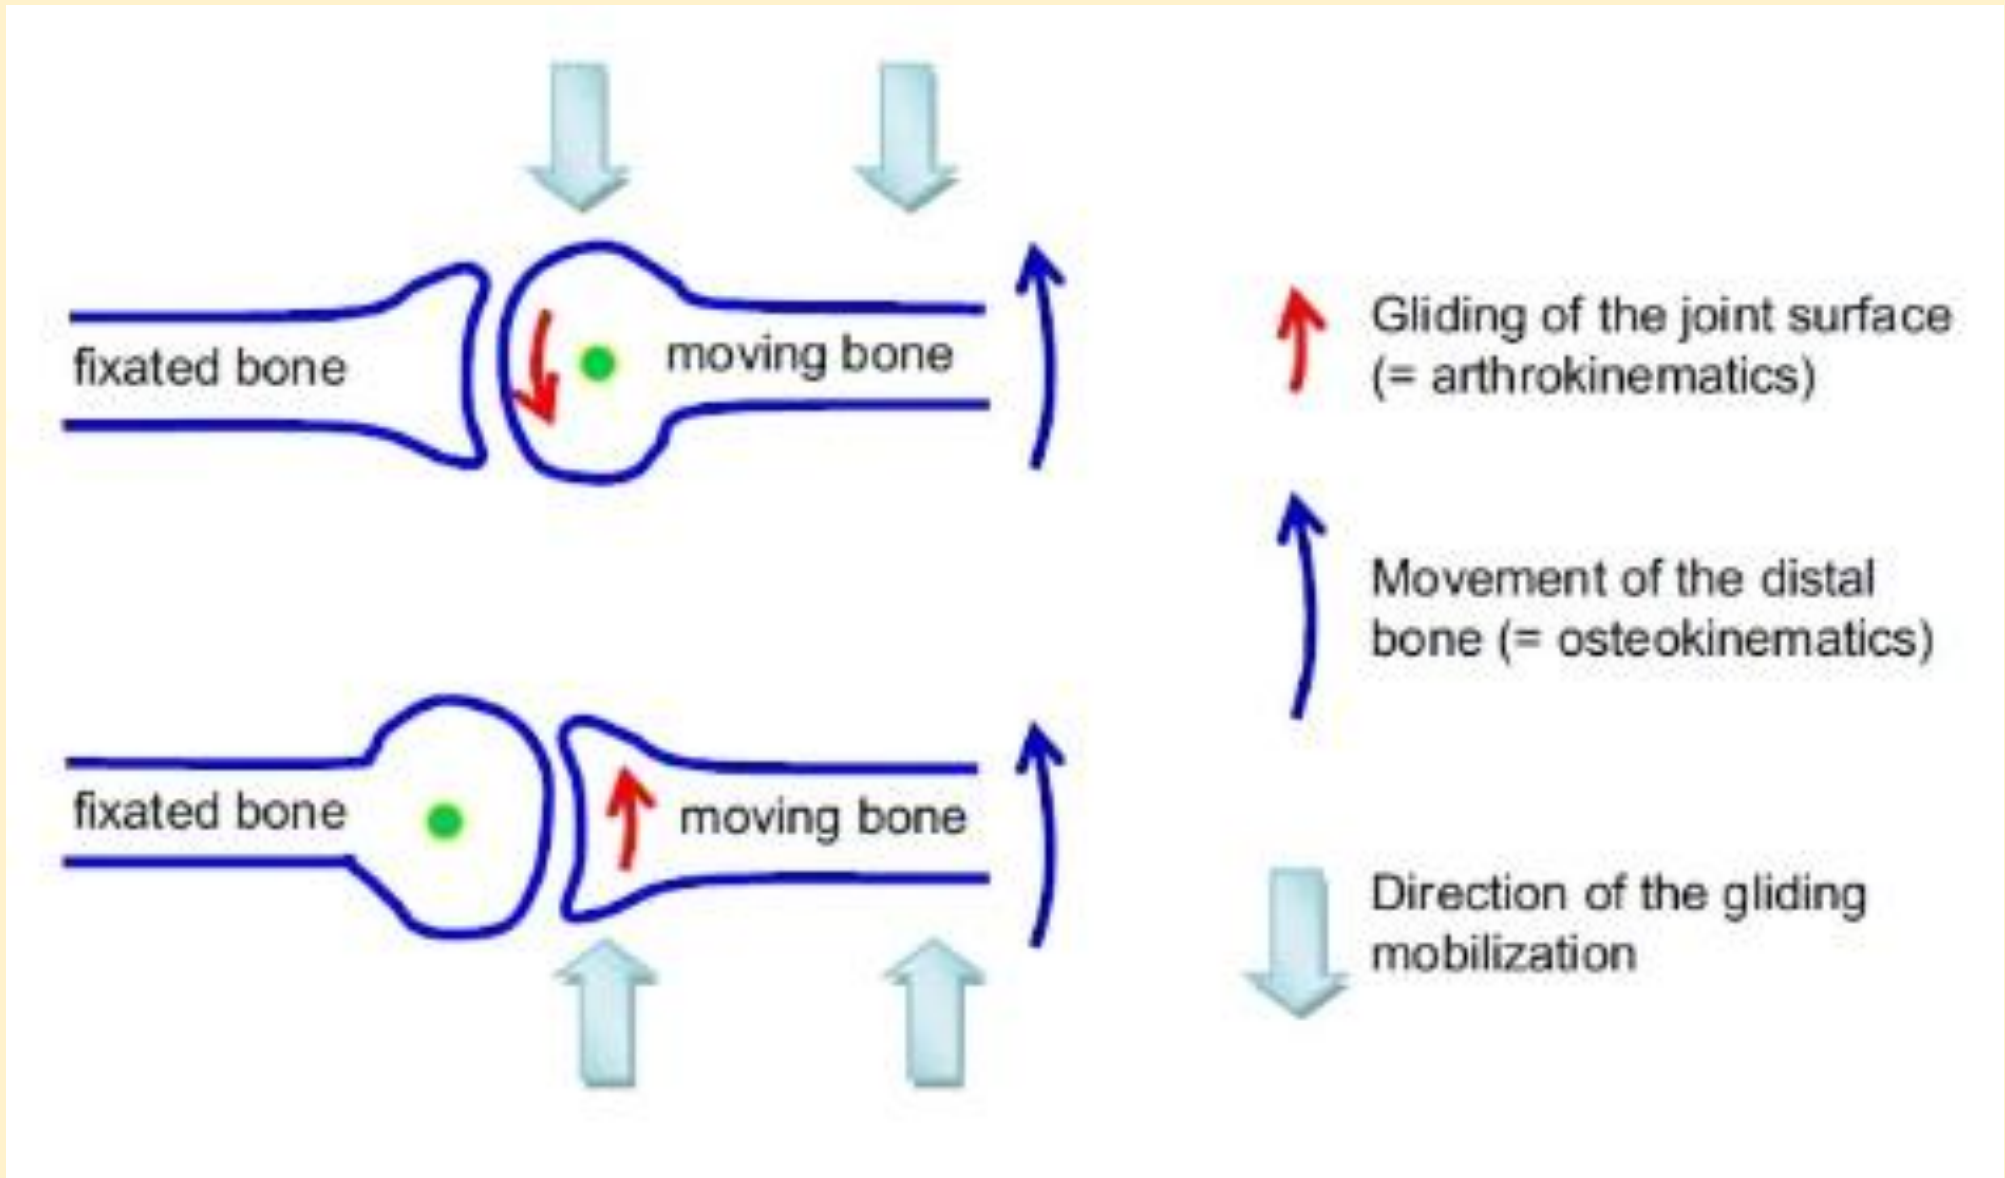 fixated bone
moving bone
fixated bone
moving bone
Gliding of the joint surface
(= arthrokinematics)
Movement of the distal
bone (= osteokinematics)
Direction of the gliding
mobilization